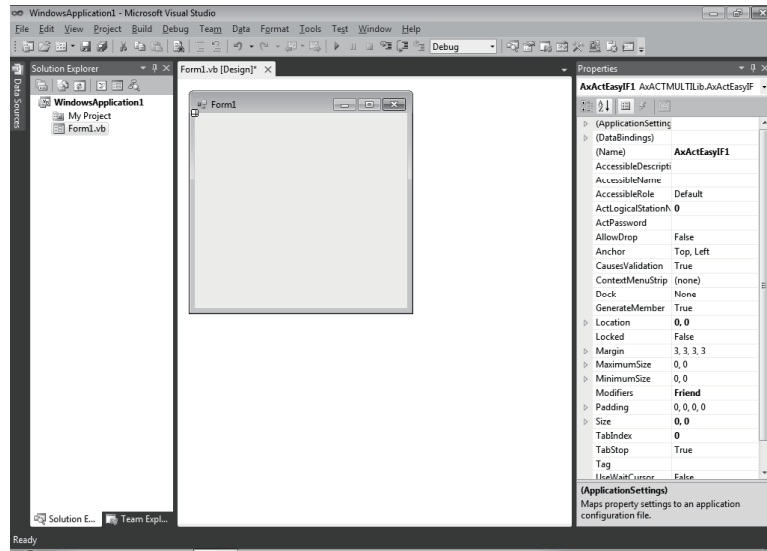 WindowsApplication1 - Microsoft Visual Studio
File Edit View Project Build Debug Team Data Format Tools Test Window Help
Debug
Data Sources
Solution Explorer
WindowsApplication1
My Project
Form1.vb
Solution E...
Team Expl...
Form1.vb [Design]*
Form1
Properties
AxActEasyIF1 AxACTMULTILib.AxActEasyIF
(ApplicationSetting
(DataBindings)
(Name) AxActEasyIF1
AccessibleDescripti
AccessibleName
AccessibleRole Default
ActLogicalStationN 0
ActPassword
AllowDrop False
Anchor Top, Left
CausesValidation True
ContextMenuStrip (none)
Dock None
GenerateMember True
Location 0, 0
Locked False
Margin 3, 3, 3, 3
MaximumSize 0, 0
MinimumSize 0, 0
Modifiers Friend
Padding 0, 0, 0, 0
Size 0, 0
TabIndex 0
TabStop True
Tag
UseWaitCursor False
(ApplicationSettings)
Maps property settings to an application
configuration file.
Ready